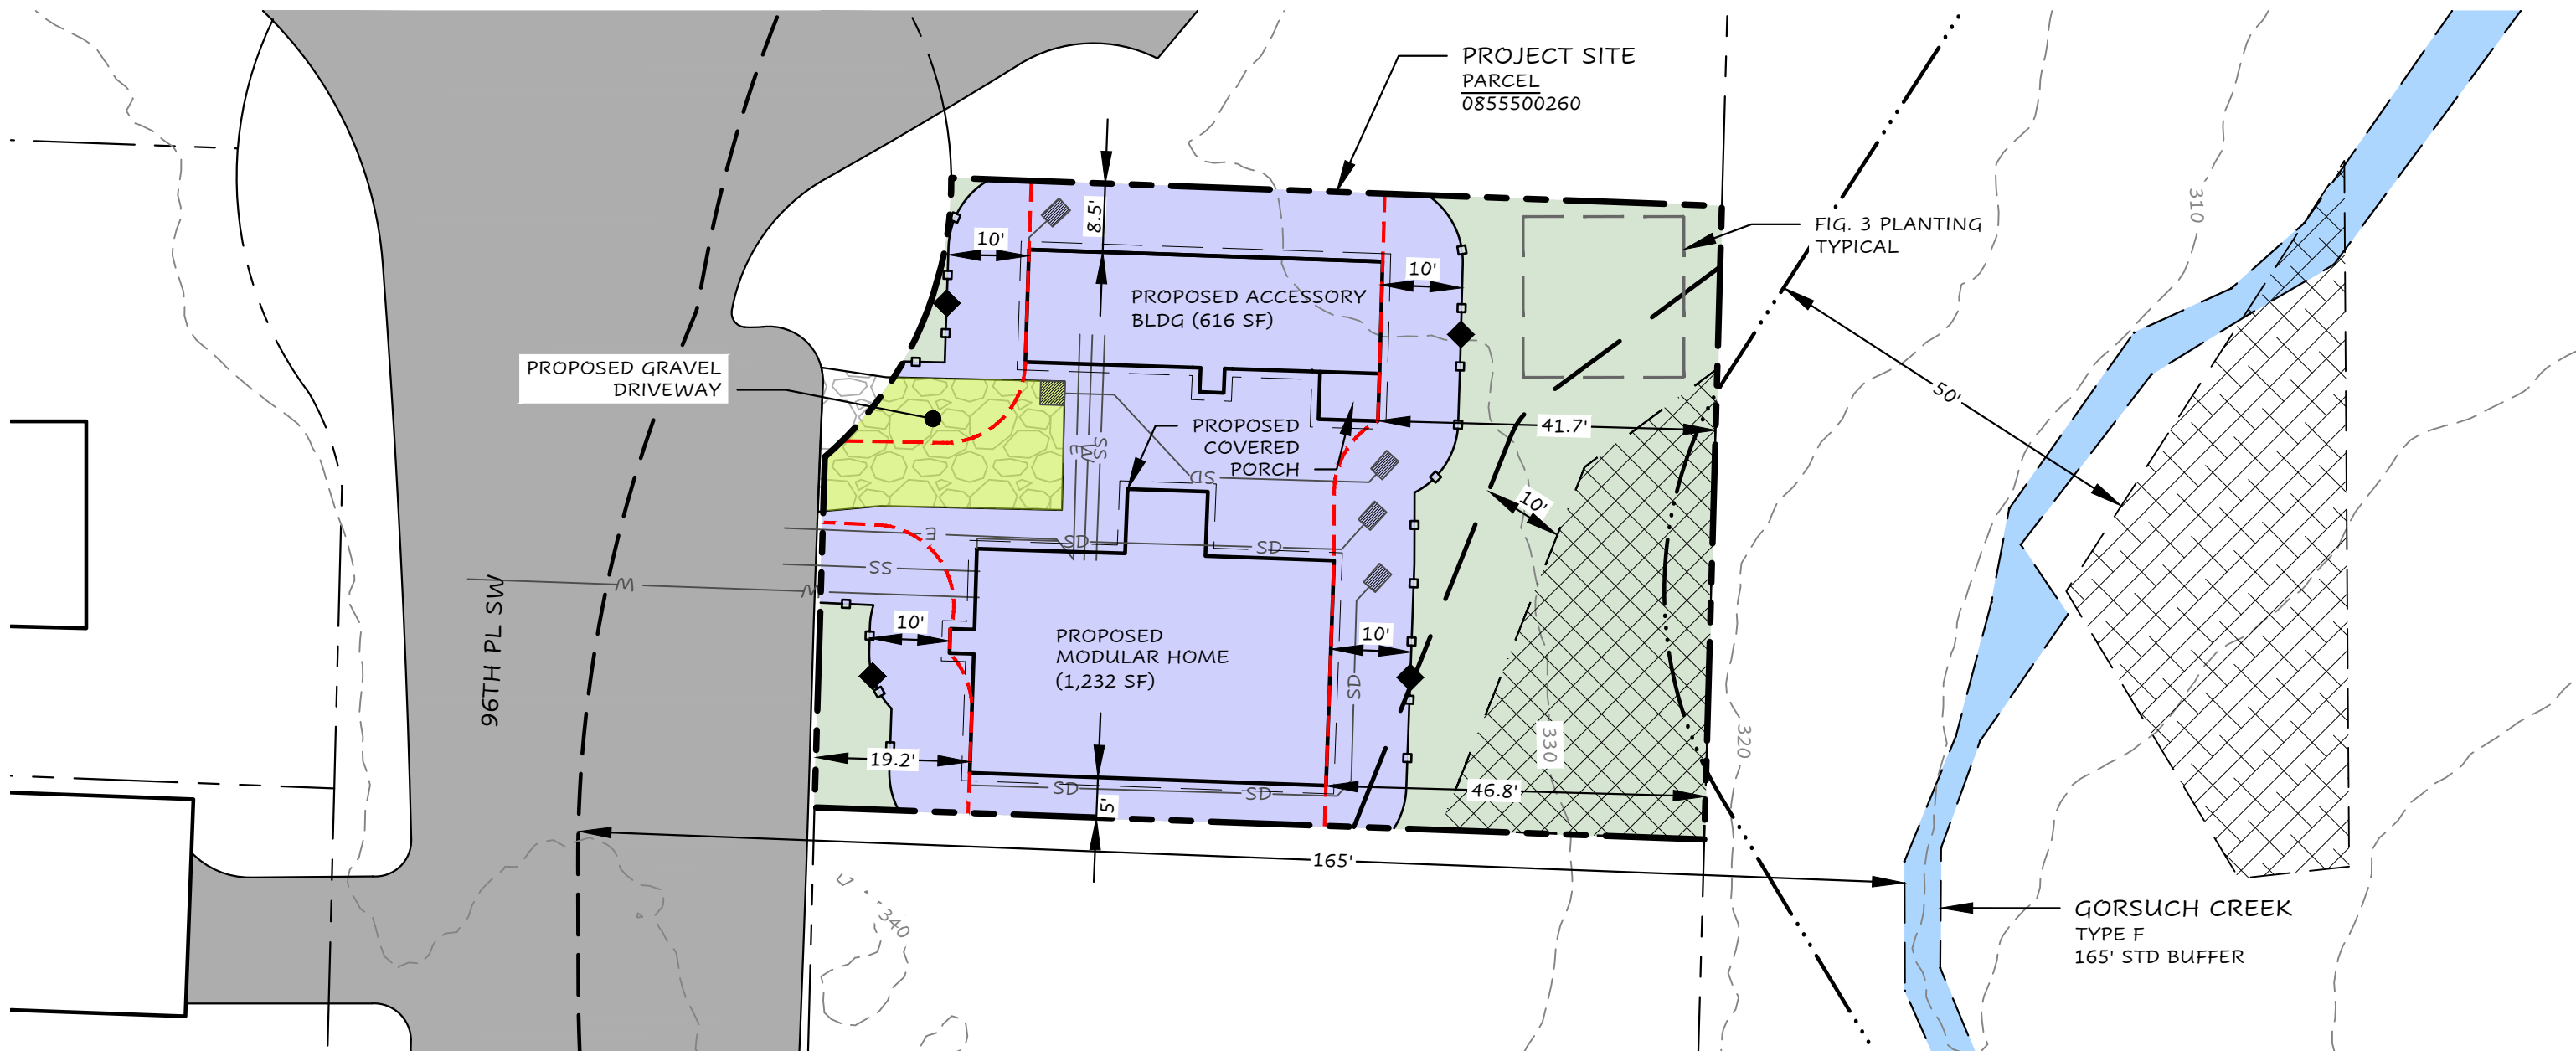 PROJECT SITE
PARCEL
0855500260
310
FIG. 3 PLANTING
TYPICAL
8.5'
10'
10'
PROPOSED ACCESSORY
BLDG (616 SF)
PROPOSED GRAVEL
DRIVEWAY
50'
41.7'
PROPOSED
COVERED
PORCH
E
W
SS
SD
10'
E
SD
SD
SS
W
W
96TH PL SW
10'
PROPOSED
MODULAR HOME
(1,232 SF)
10'
SD
330
320
19.2'
SD
SD
46.8'
5'
165'
340
GORSUCH CREEK
TYPE F
165' STD BUFFER